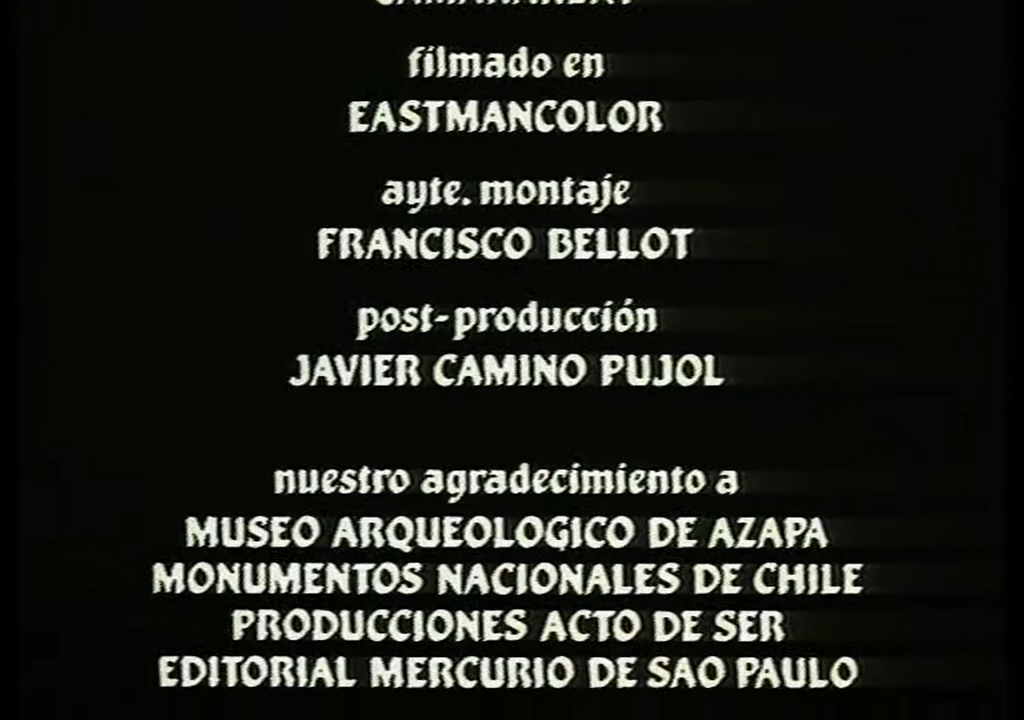 filmado en
EASTMANCOLOR
ayte. montaje
FRANCISCO BELLOT
post-producción
JAVIER CAMINO PUJOL
nuestro agradecimiento a
MUSEO ARQUEOLOGICO DE AZAPA
MONUMENTOS NACIONALES DE CHILE
PRODUCCIONES ACTO DE SER
EDITORIAL MERCURIO DE SAO PAULO